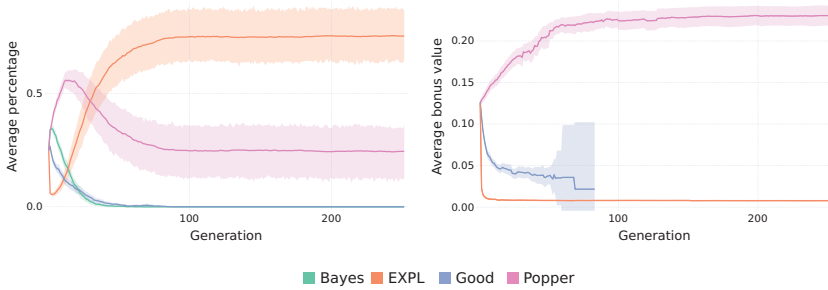 Average percentage
0.5
0.0
100
200
Generation
Average bonus value
0.20
0.15
0.10
0.05
0.00
100
200
Generation
Bayes EXPL Good Popper